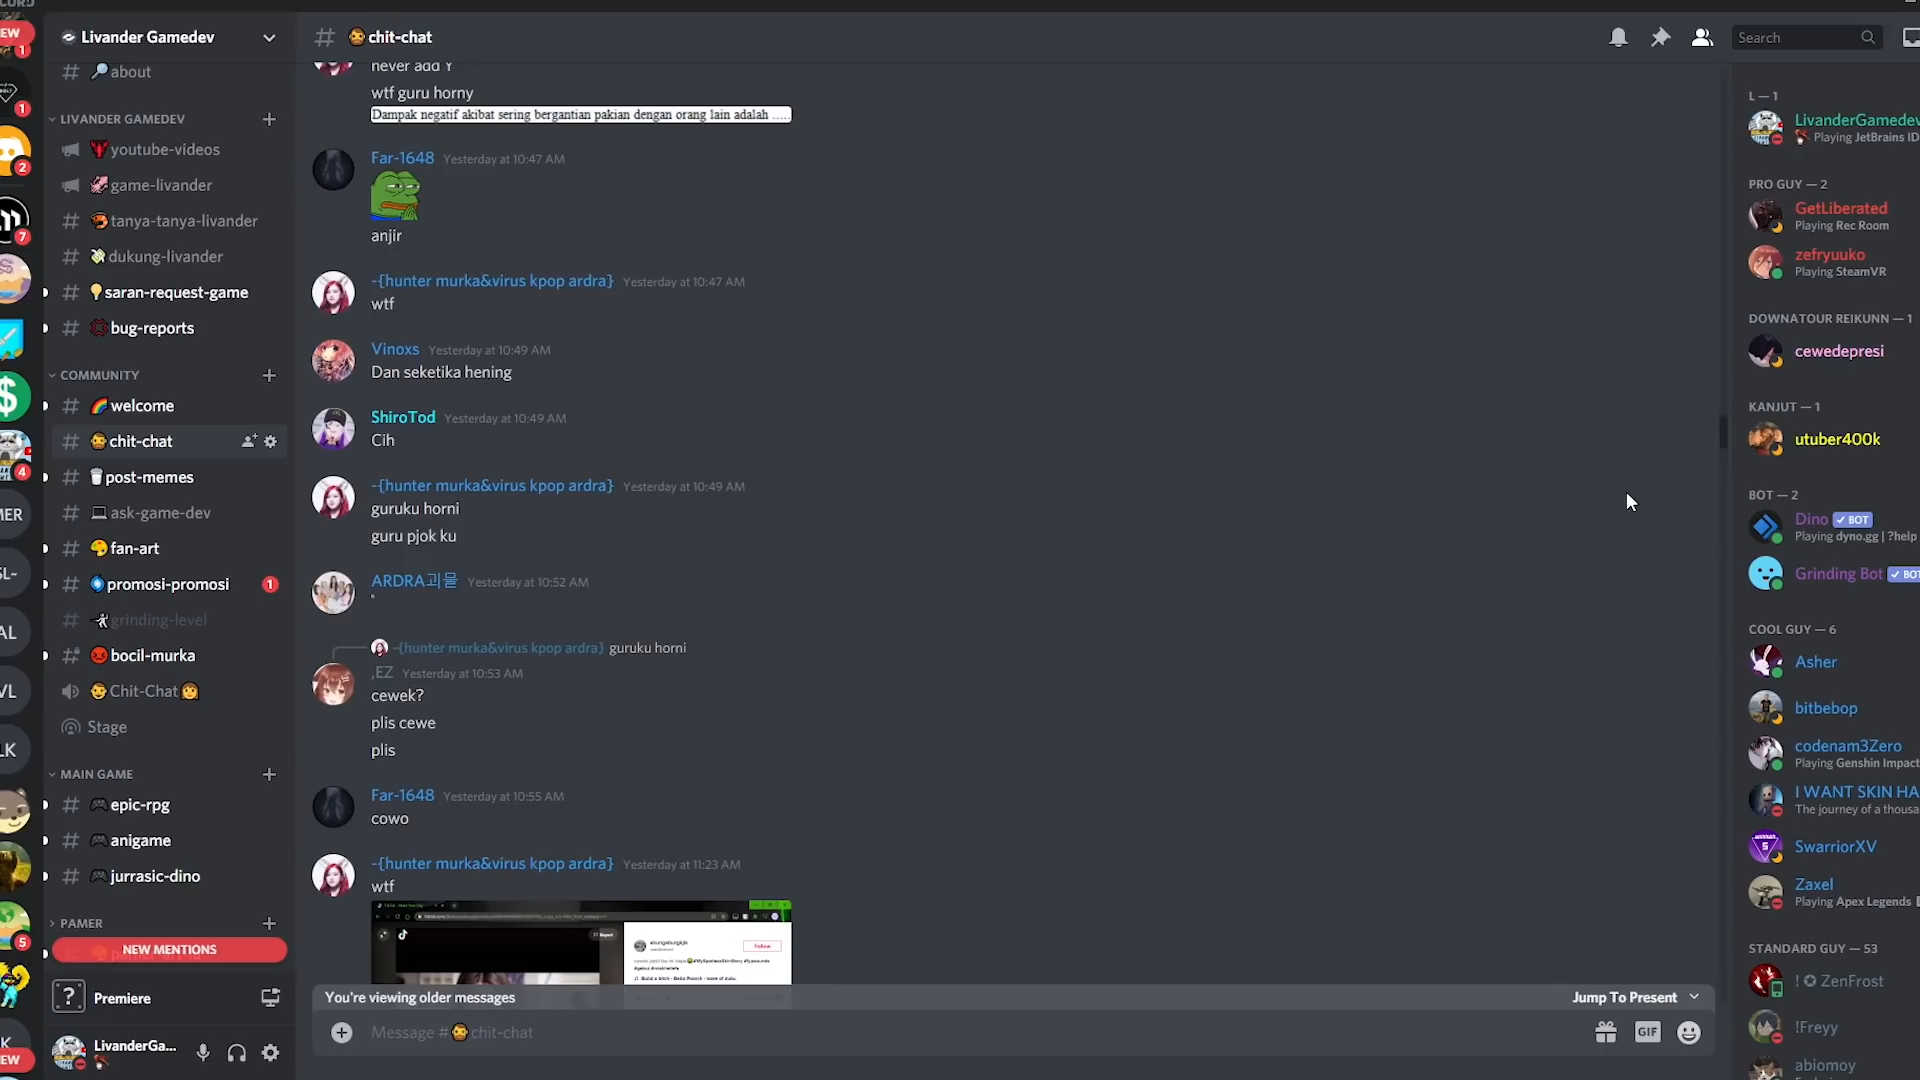 Livander Gamedev
about
LIVANDER GAMEDEV
youtube-videos
game-livander
tanya-tanya-livander
dukung-livander
saran-request-game
bug-reports
COMMUNITY
welcome
chit-chat
post-memes
ask-game-dev
fan-art
promosi-promosi 1
grinding-level
bocil-murka
Chit-Chat
Stage
MAIN GAME
epic-rpg
anigame
jurrasic-dino
PAMER
NEW MENTIONS
Premiere
LivanderGa...
1
1
2
7
4
5
chit-chat
Search
never add Y
wtf guru horny
Dampak negatif akibat sering bergantian pakian dengan orang lain adalah .....
Far-1648 Yesterday at 10:47 AM
anjir
-{hunter murka&virus kpop ardra} Yesterday at 10:47 AM
wtf
Vinoxs Yesterday at 10:49 AM
Dan seketika hening
ShiroTod Yesterday at 10:49 AM
Cih
-{hunter murka&virus kpop ardra} Yesterday at 10:49 AM
guruku horni
guru pjok ku
ARDRA괴물 Yesterday at 10:52 AM
-{hunter murka&virus kpop ardra} guruku horni
,EZ Yesterday at 10:53 AM
cewek?
plis cewe
plis
Far-1648 Yesterday at 10:55 AM
cowo
-{hunter murka&virus kpop ardra} Yesterday at 11:23 AM
wtf
Follow
You're viewing older messages
Jump To Present
Message # chit-chat
GIF
L — 1
LivanderGamedev
Playing JetBrains ID
PRO GUY — 2
GetLiberated
Playing Rec Room
zefryuuko
Playing SteamVR
DOWNATOUR REIKUNN — 1
cewedepresi
KANJUT — 1
utuber400k
BOT — 2
Dino BOT
Playing dyno.gg | ?help
Grinding Bot BOT
COOL GUY — 6
Asher
bitbebop
codenam3Zero
Playing Genshin Impact
I WANT SKIN HA
The journey of a thousa
SwarriorXV
Zaxel
Playing Apex Legends
STANDARD GUY — 53
! ✪ ZenFrost
!Freyy
abiomoy